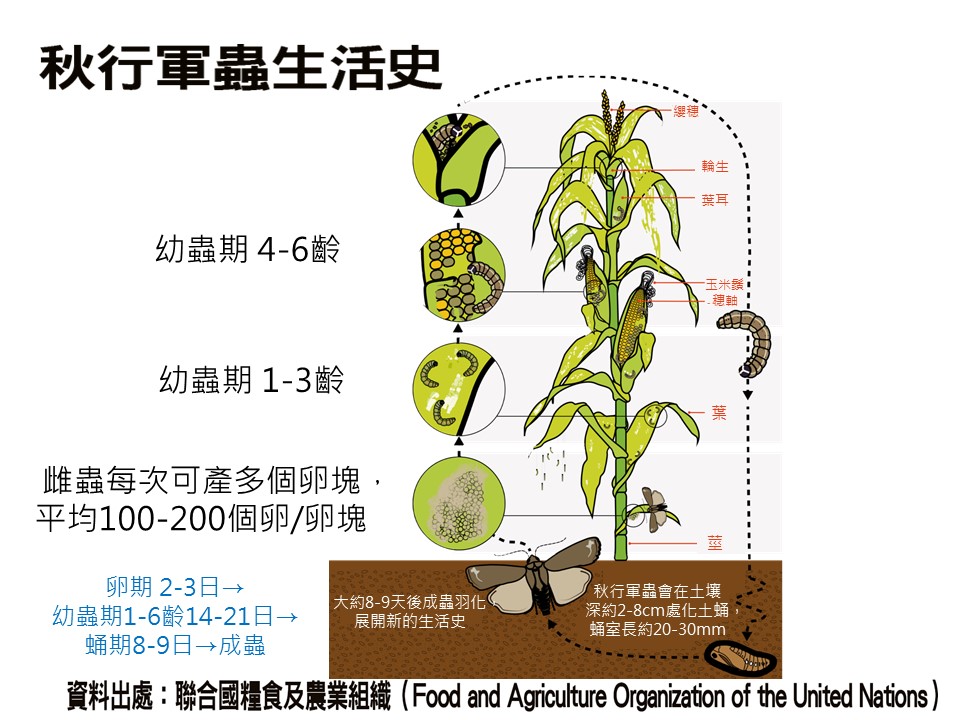 秋行軍蟲生活史
纓穗
輪生
葉耳
幼蟲期 4-6齡
玉米鬚
穗軸
幼蟲期 1-3齡
葉
雌蟲每次可產多個卵塊，
平均100-200個卵/卵塊
莖
卵期 2-3日→
幼蟲期1-6齡14-21日→
蛹期8-9日→成蟲
大約8-9天後成蟲羽化，
展開新的生活史
秋行軍蟲會在土壤
深約2-8cm處化土蛹，
蛹室長約20-30mm
資料出處：聯合國糧食及農業組織（Food and Agriculture Organization of the United Nations）